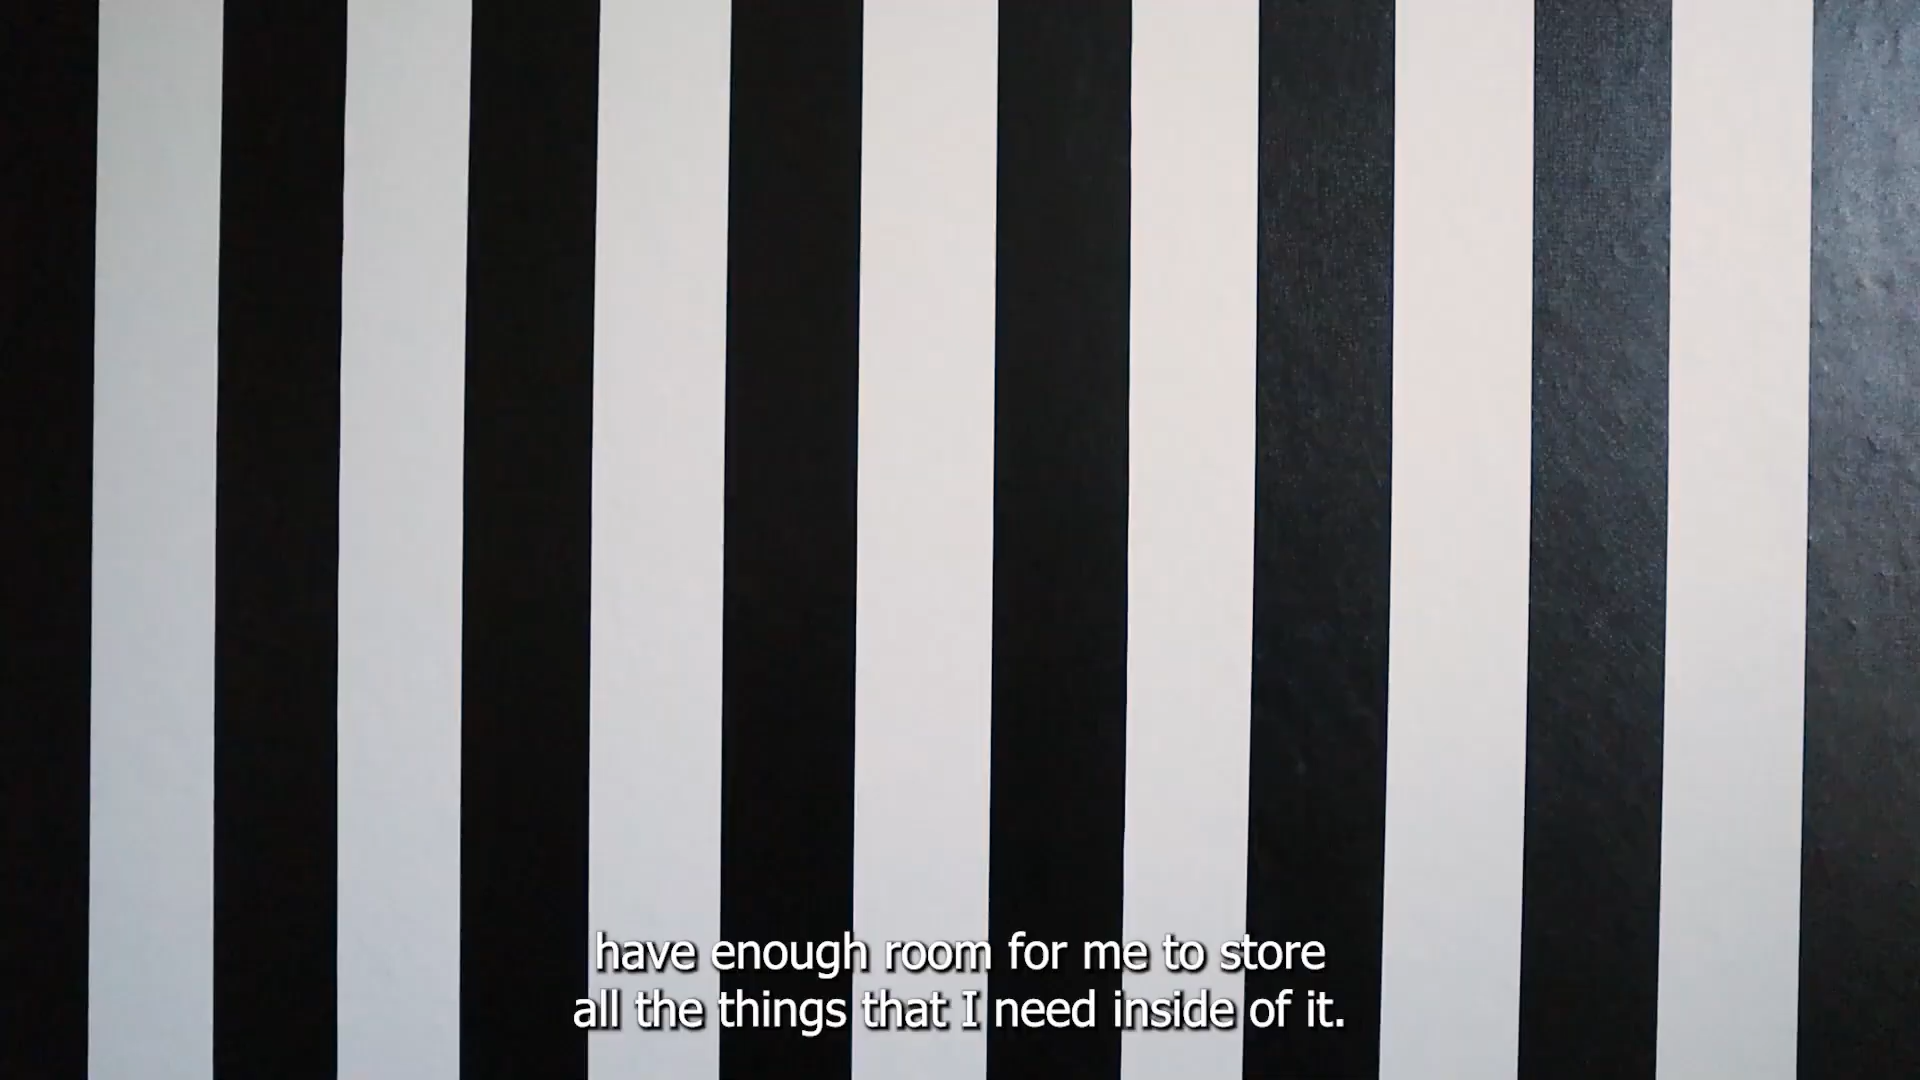 have enough room for me to store
all the things that I need inside of it.